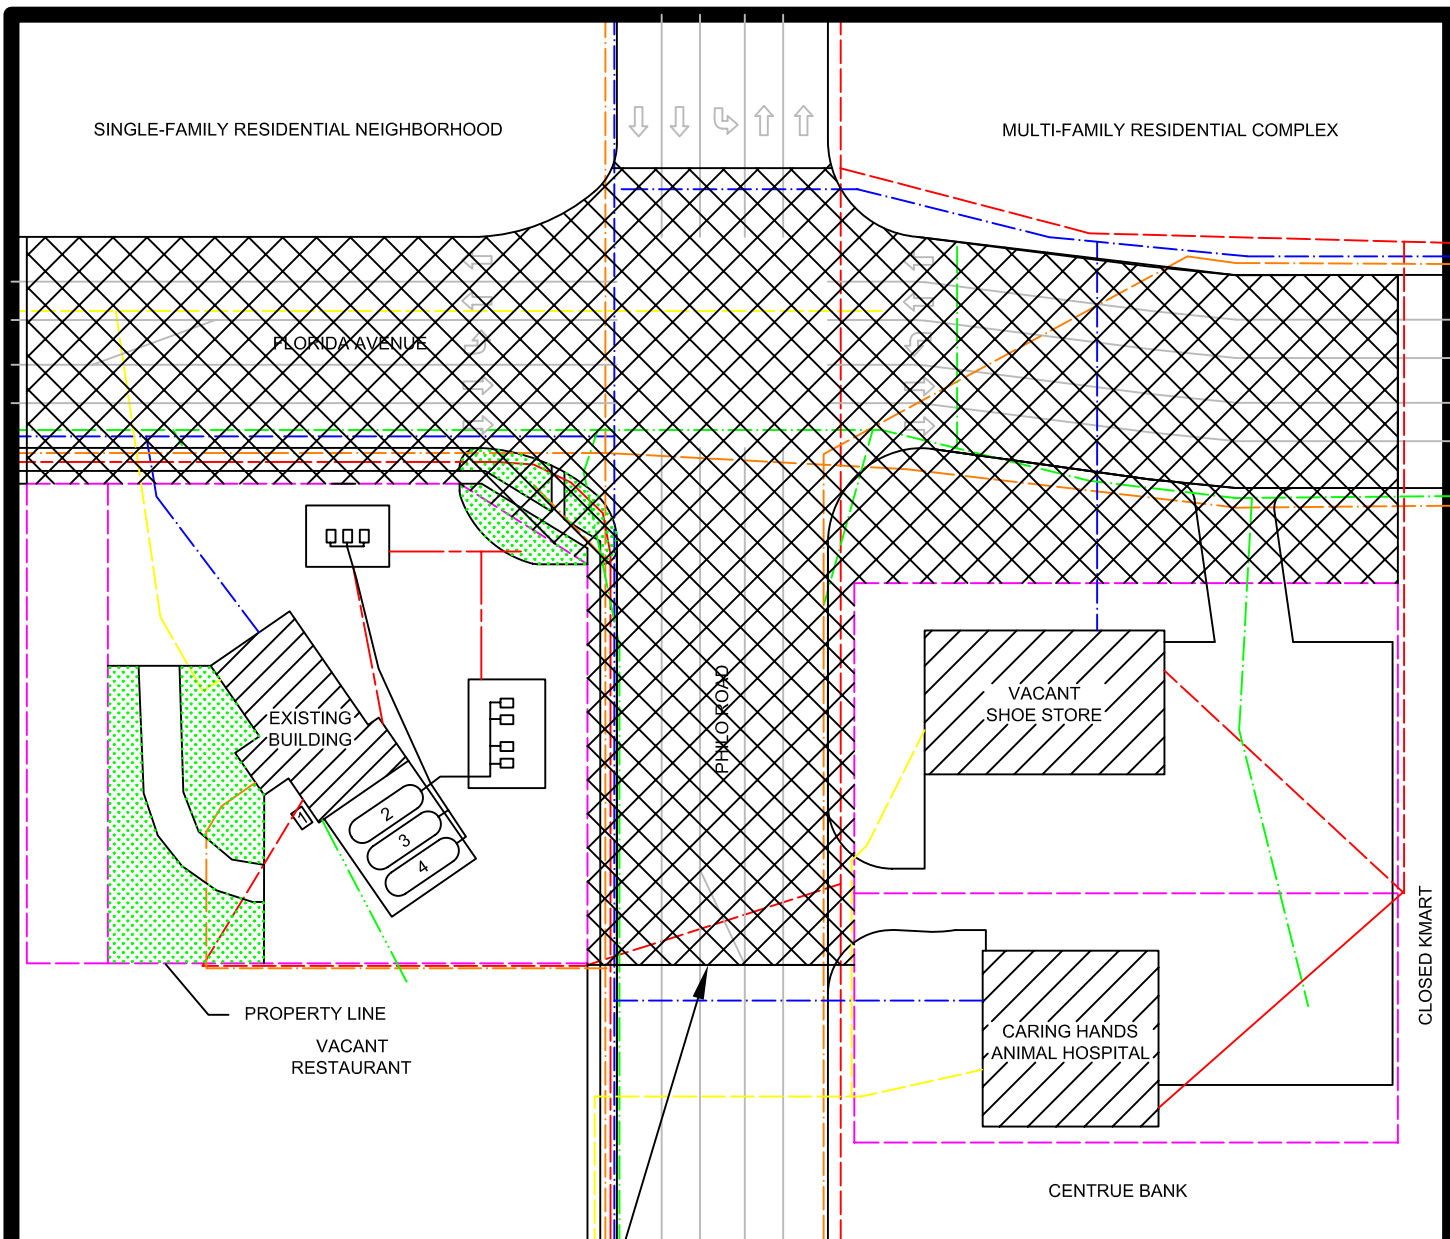 SINGLE-FAMILY RESIDENTIAL NEIGHBORHOOD
MULTI-FAMILY RESIDENTIAL COMPLEX
FLORIDA AVENUE
PHILO ROAD
VACANT
SHOE STORE
EXISTING
BUILDING
1
2
3
4
CLOSED KMART
PROPERTY LINE
VACANT
RESTAURANT
CARING HANDS
ANIMAL HOSPITAL
CENTRUE BANK